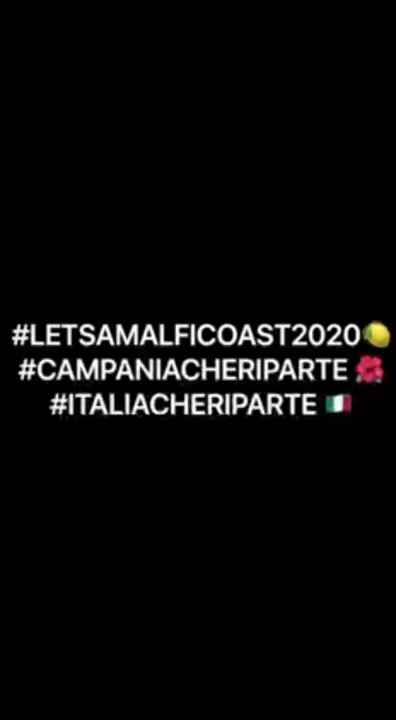 #LETSAMALFICOAST2020🍋
#CAMPANIACHERIPARTE 🌺
#ITALIACHERIPARTE 🇮🇹